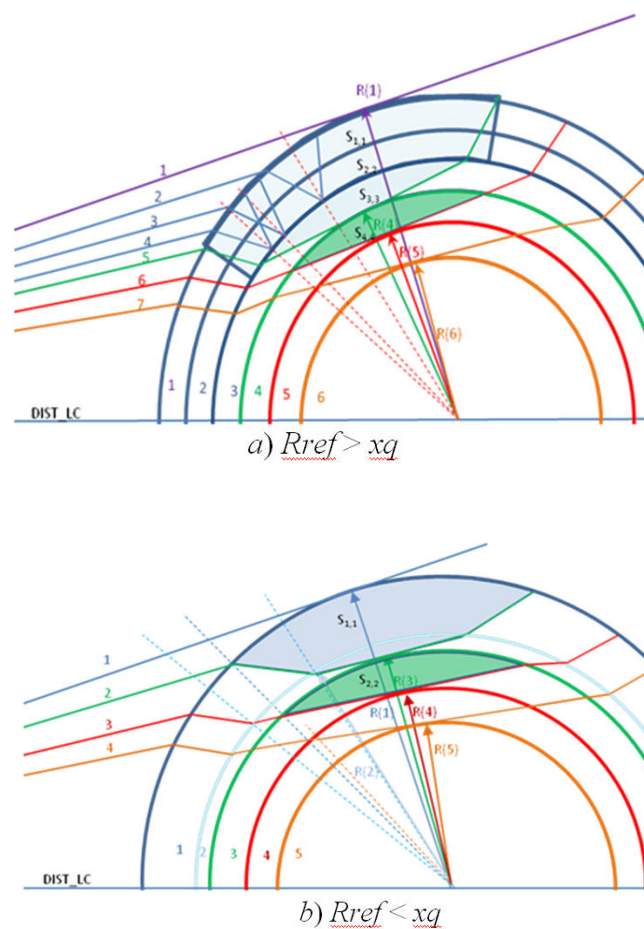 R(1)
S1,1
1
2
3
4
5
6
7
S2,2
S3,3
R(4)
R(5)
R(6)
1 2 3 4 5 6
DIST_LC
a) Rref > xq
S1,1
1
2
3
4
S2,2
R(3)
R(1)
R(4)
R(2)
R(5)
1 2 3 4 5
DIST_LC
b) Rref < xq